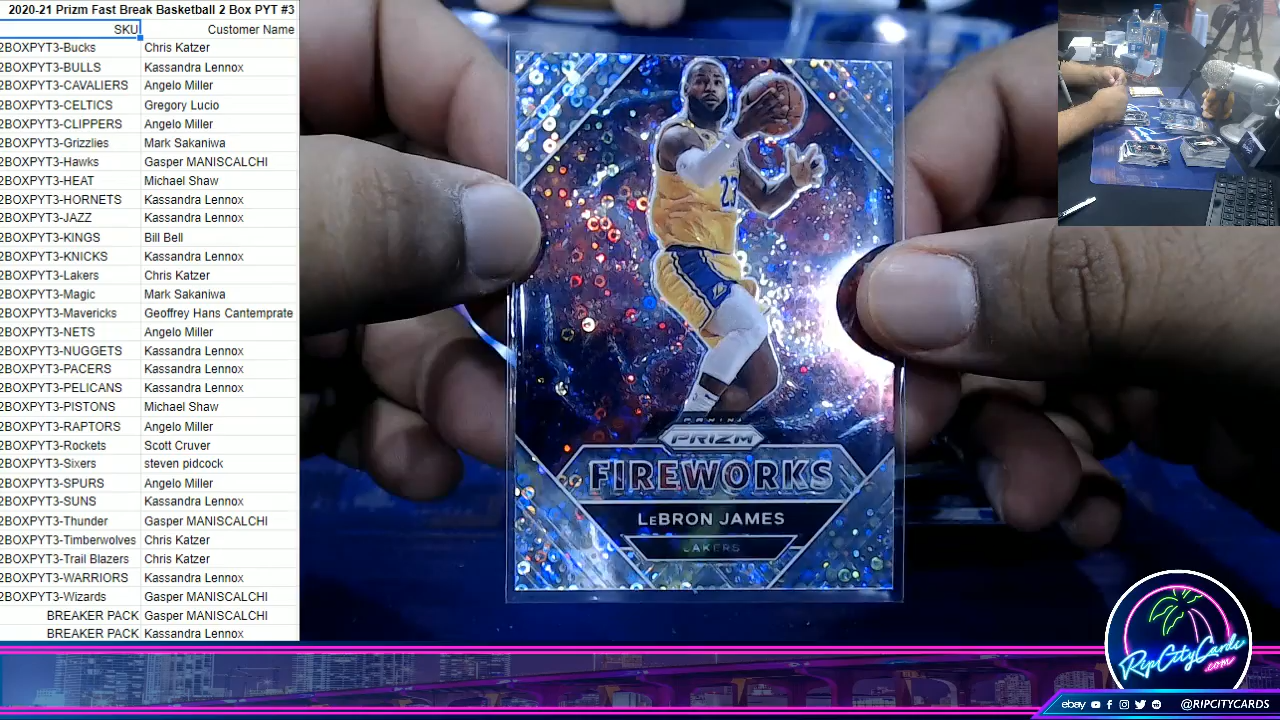 2020-21 Prizm Fast Break Basketball 2 Box PYT #3
SKU Customer Name
2BOXPYT3-Bucks Chris Katzer
2BOXPYT3-BULLS Kassandra Lennox
2BOXPYT3-CAVALIERS Angelo Miller
2BOXPYT3-CELTICS Gregory Lucio
2BOXPYT3-CLIPPERS Angelo Miller
2BOXPYT3-Grizzlies Mark Sakaniwa
2BOXPYT3-Hawks Gasper MANISCALCHI
2BOXPYT3-HEAT Michael Shaw
2BOXPYT3-HORNETS Kassandra Lennox
2BOXPYT3-JAZZ Kassandra Lennox
2BOXPYT3-KINGS Bill Bell
2BOXPYT3-KNICKS Kassandra Lennox
2BOXPYT3-Lakers Chris Katzer
2BOXPYT3-Magic Mark Sakaniwa
2BOXPYT3-Mavericks Geoffrey Hans Cantemprate
2BOXPYT3-NETS Angelo Miller
2BOXPYT3-NUGGETS Kassandra Lennox
2BOXPYT3-PACERS Kassandra Lennox
2BOXPYT3-PELICANS Kassandra Lennox
2BOXPYT3-PISTONS Michael Shaw
2BOXPYT3-RAPTORS Angelo Miller
2BOXPYT3-Rockets Scott Cruver
2BOXPYT3-Sixers steven pidcock
2BOXPYT3-SPURS Angelo Miller
2BOXPYT3-SUNS Kassandra Lennox
2BOXPYT3-Thunder Gasper MANISCALCHI
2BOXPYT3-Timberwolves Chris Katzer
2BOXPYT3-Trail Blazers Chris Katzer
2BOXPYT3-WARRIORS Kassandra Lennox
2BOXPYT3-Wizards Gasper MANISCALCHI
BREAKER PACK Gasper MANISCALCHI
BREAKER PACK Kassandra Lennox
23
PANINI
PRIZM
FIREWORKS
LeBRON JAMES
LAKERS
RipCityCards
.com
ebay @RIPCITYCARDS